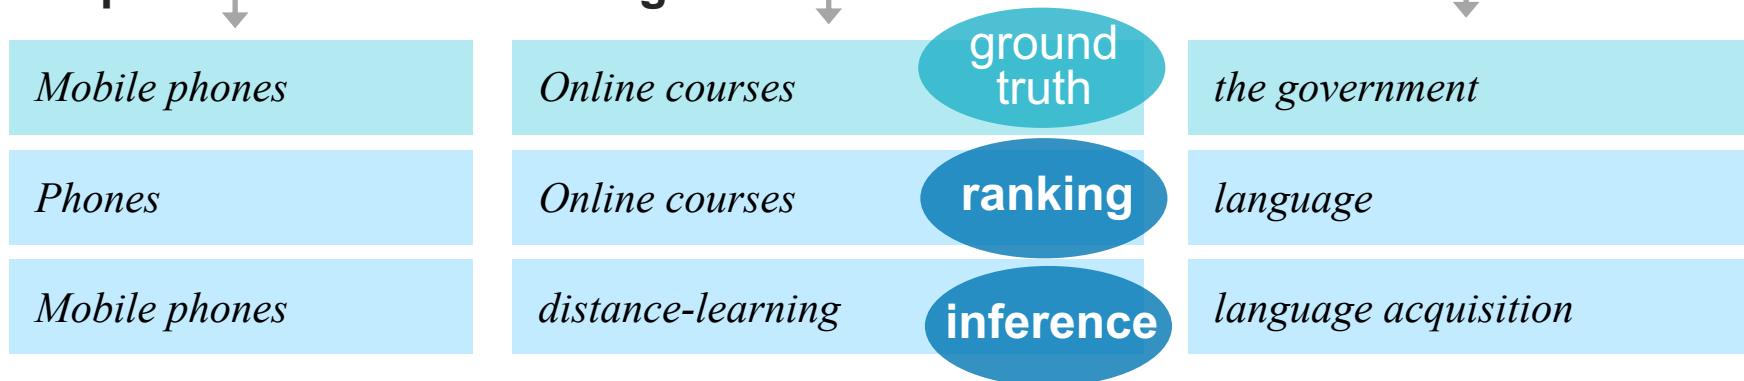 Mobile phones
Online courses
ground
truth
the government
Phones
Online courses
ranking
language
Mobile phones
distance-learning
inference
language acquisition